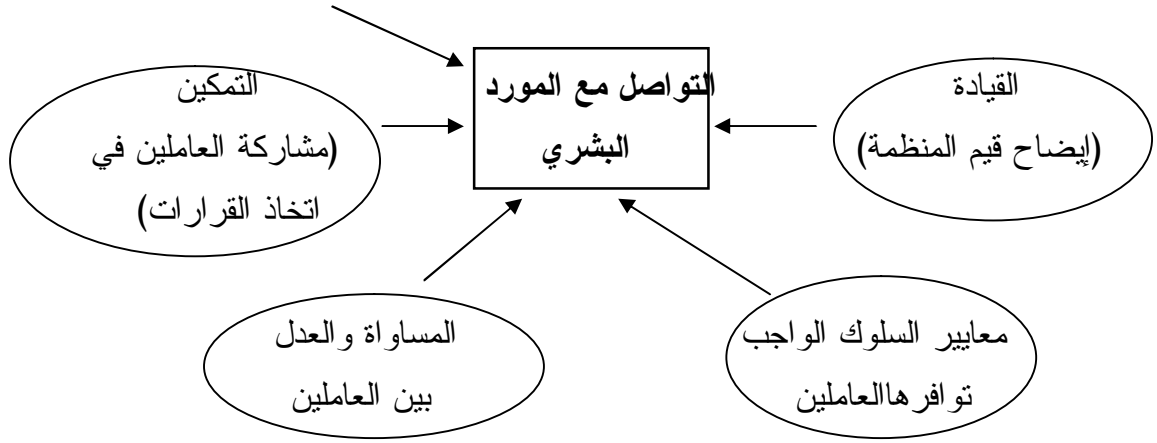 التواصل مع المورد
البشري
القيادة
(إيضاح قيم المنظمة)
التمكين
(مشاركة العاملين في
اتخاذ القرارات)
معايير السلوك الواجب
توافرهاالعاملين
المساواة والعدل
بين العاملين